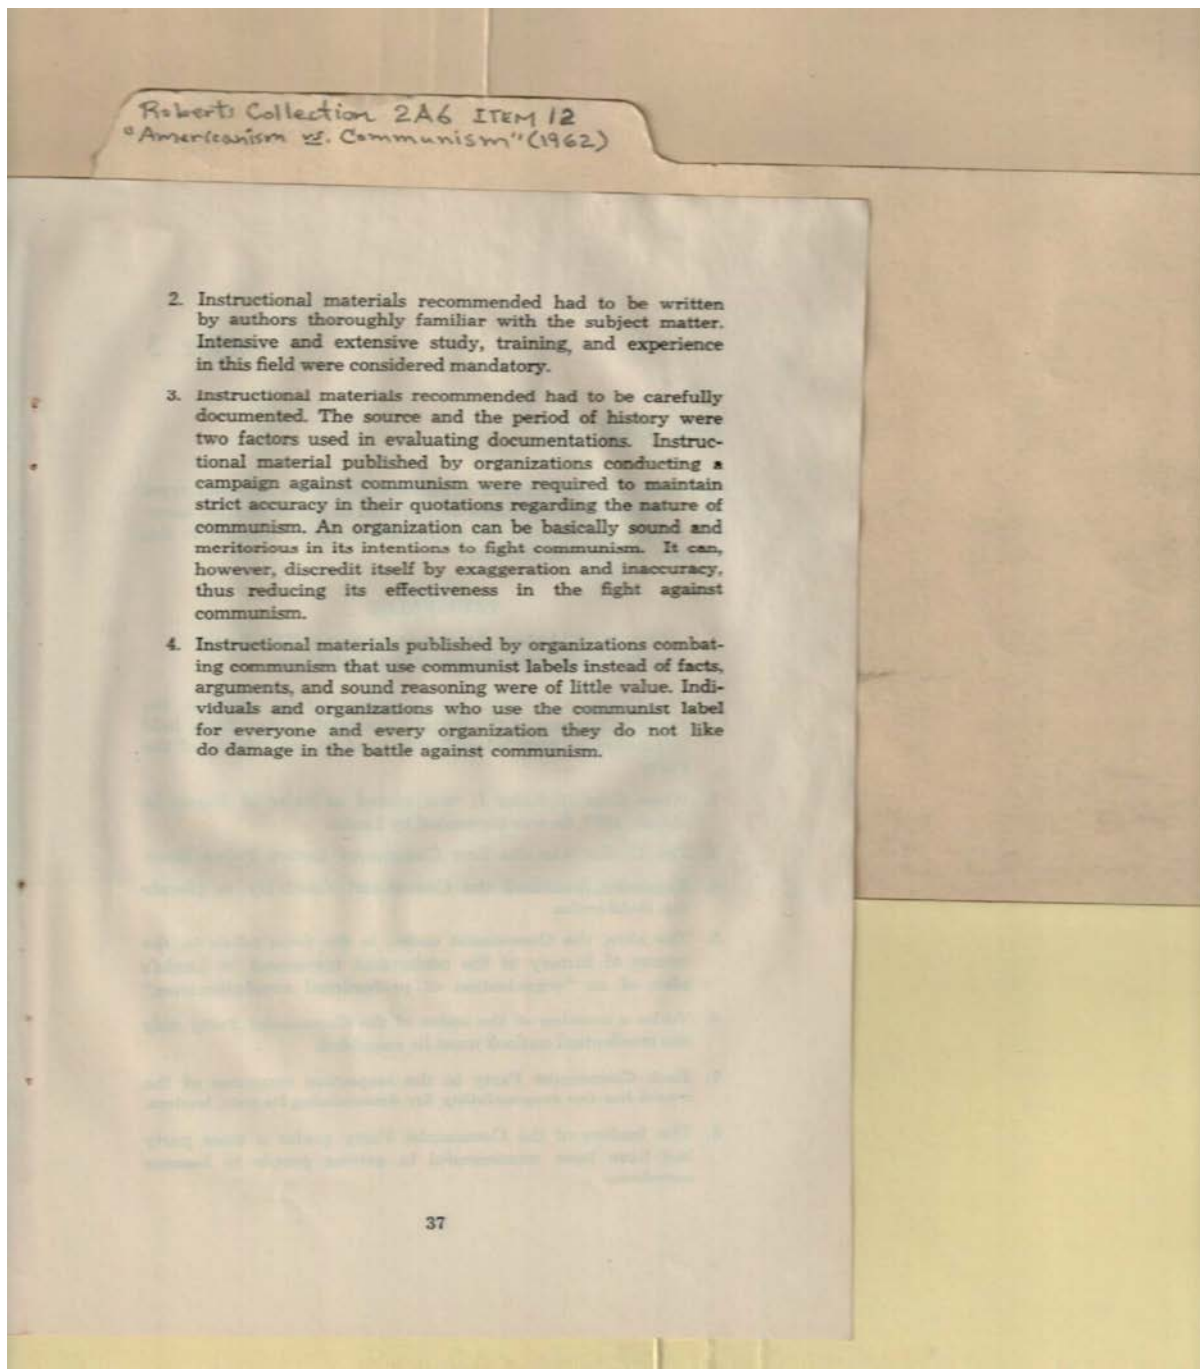 Roberts Collection 2A6 ITEM 12
"Americanism vs. Communism" (1962)
2. Instructional materials recommended had to be written
by authors thoroughly familiar with the subject matter.
Intensive and extensive study, training, and experience
in this field were considered mandatory.
3. Instructional materials recommended had to be carefully
documented. The source and the period of history were
two factors used in evaluating documentations. Instruc-
tional material published by organizations conducting a
campaign against communism were required to maintain
strict accuracy in their quotations regarding the nature of
communism. An organization can be basically sound and
meritorious in its intentions to fight communism. It can,
however, discredit itself by exaggeration and inaccuracy,
thus reducing its effectiveness in the fight against
communism.
4. Instructional materials published by organizations combat-
ing communism that use communist labels instead of facts,
arguments, and sound reasoning were of little value. Indi-
viduals and organizations who use the communist label
for everyone and every organization they do not like
do damage in the battle against communism.
37